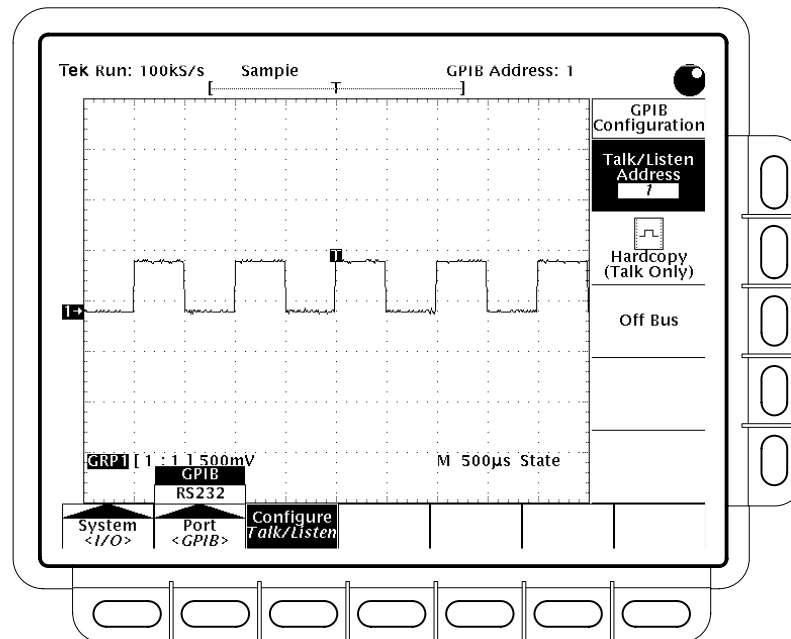 Tek Run: 100kS/s Sample GPIB Address: 1
[ T ]
GPIB
Configuration
Talk/Listen
Address
1
Hardcopy
(Talk Only)
Off Bus
T
1→
GRP1 [ 1 : 1 ] 500mV M 500µs State
GPIB
RS232
System
<I/O>
Port
<GPIB>
Configure
Talk/Listen